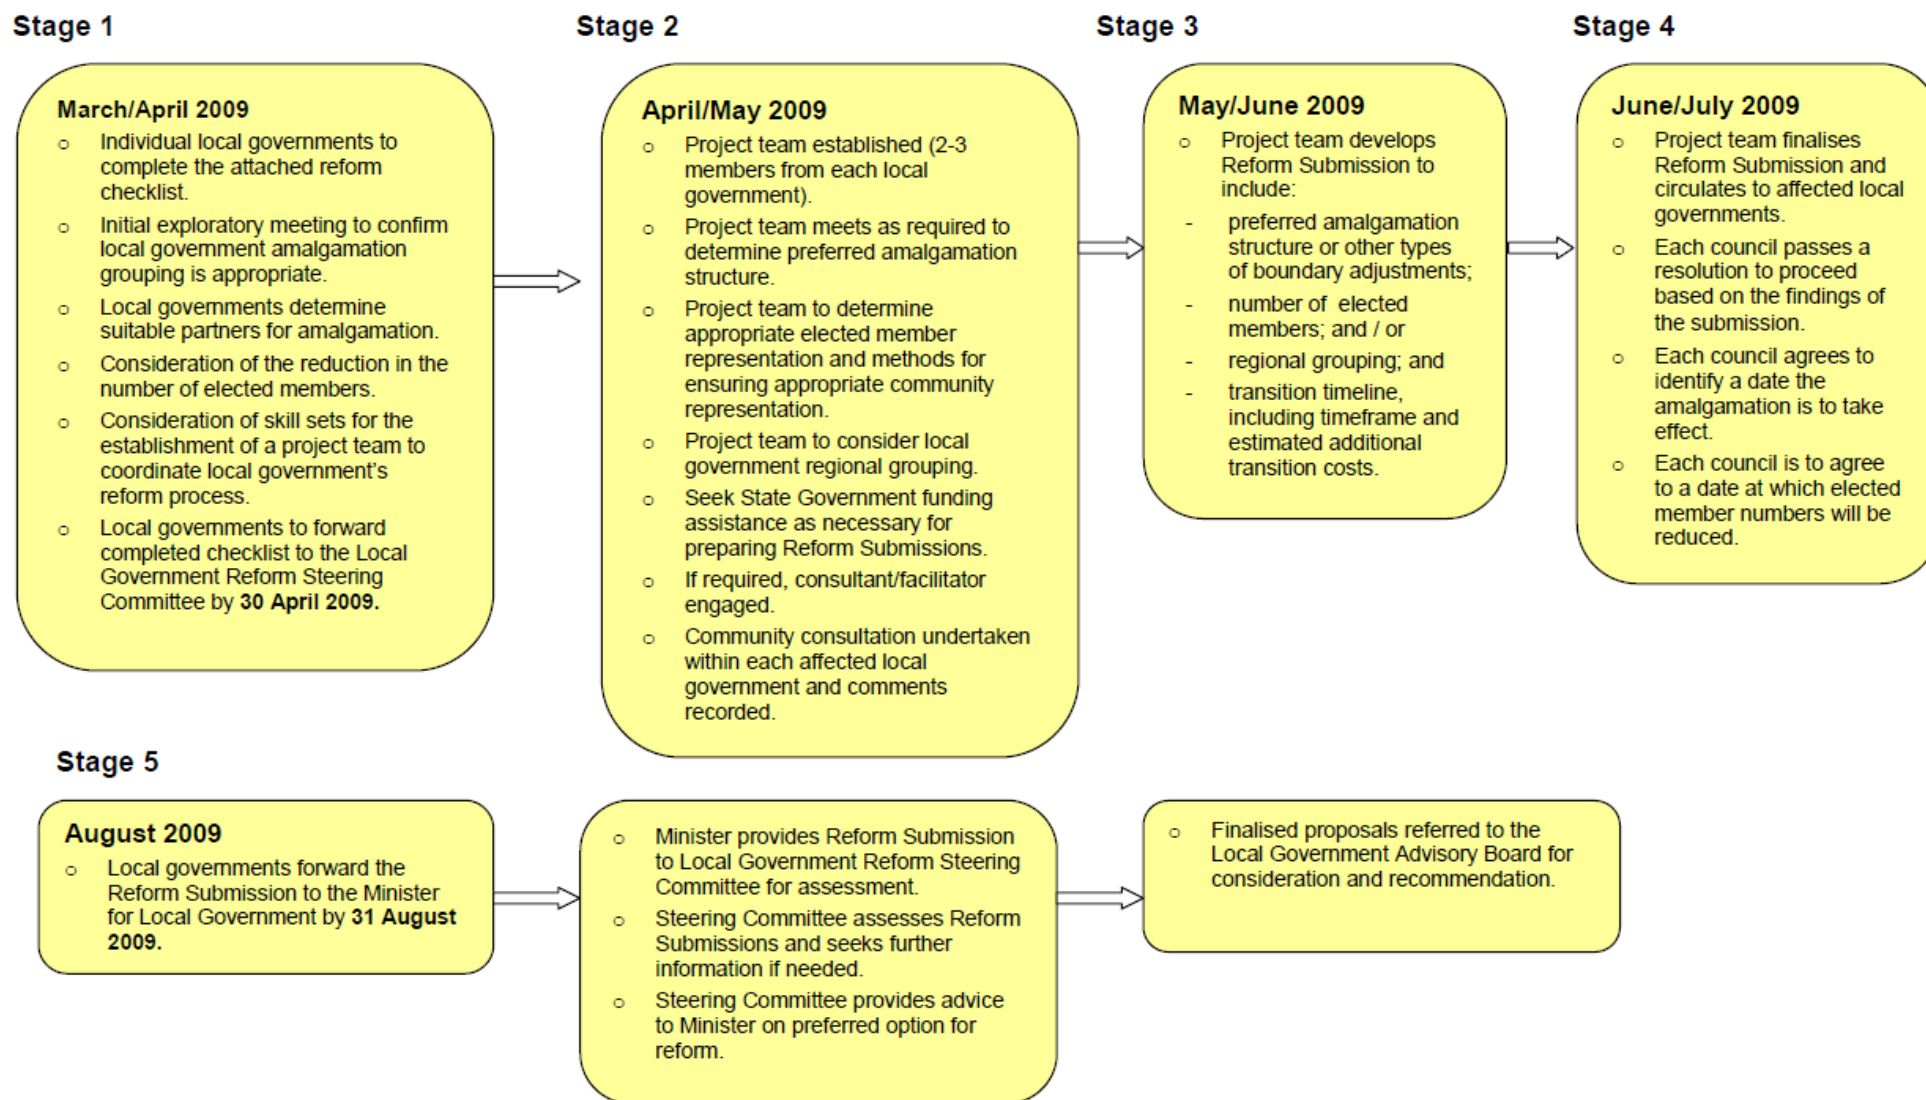 Stage 1
March/April 2009
o Individual local governments to
complete the attached reform
checklist.
o Initial exploratory meeting to confirm
local government amalgamation
grouping is appropriate.
o Local governments determine
suitable partners for amalgamation.
o Consideration of the reduction in the
number of elected members.
o Consideration of skill sets for the
establishment of a project team to
coordinate local government's
reform process.
o Local governments to forward
completed checklist to the Local
Government Reform Steering
Committee by 30 April 2009.
Stage 2
April/May 2009
o Project team established (2-3
members from each local
government).
o Project team meets as required to
determine preferred amalgamation
structure.
o Project team to determine
appropriate elected member
representation and methods for
ensuring appropriate community
representation.
o Project team to consider local
government regional grouping.
o Seek State Government funding
assistance as necessary for
preparing Reform Submissions.
o If required, consultant/facilitator
engaged.
o Community consultation undertaken
within each affected local
government and comments
recorded.
Stage 3
May/June 2009
o Project team develops
Reform Submission to
include:
- preferred amalgamation
structure or other types
of boundary adjustments;
- number of elected
members; and / or
- regional grouping; and
- transition timeline,
including timeframe and
estimated additional
transition costs.
Stage 4
June/July 2009
o Project team finalises
Reform Submission and
circulates to affected local
governments.
o Each council passes a
resolution to proceed
based on the findings of
the submission.
o Each council agrees to
identify a date the
amalgamation is to take
effect.
o Each council is to agree
to a date at which elected
member numbers will be
reduced.
Stage 5
August 2009
o Local governments forward the
Reform Submission to the Minister
for Local Government by 31 August
2009.
o Minister provides Reform Submission
to Local Government Reform Steering
Committee for assessment.
o Steering Committee assesses Reform
Submissions and seeks further
information if needed.
o Steering Committee provides advice
to Minister on preferred option for
reform.
o Finalised proposals referred to the
Local Government Advisory Board for
consideration and recommendation.